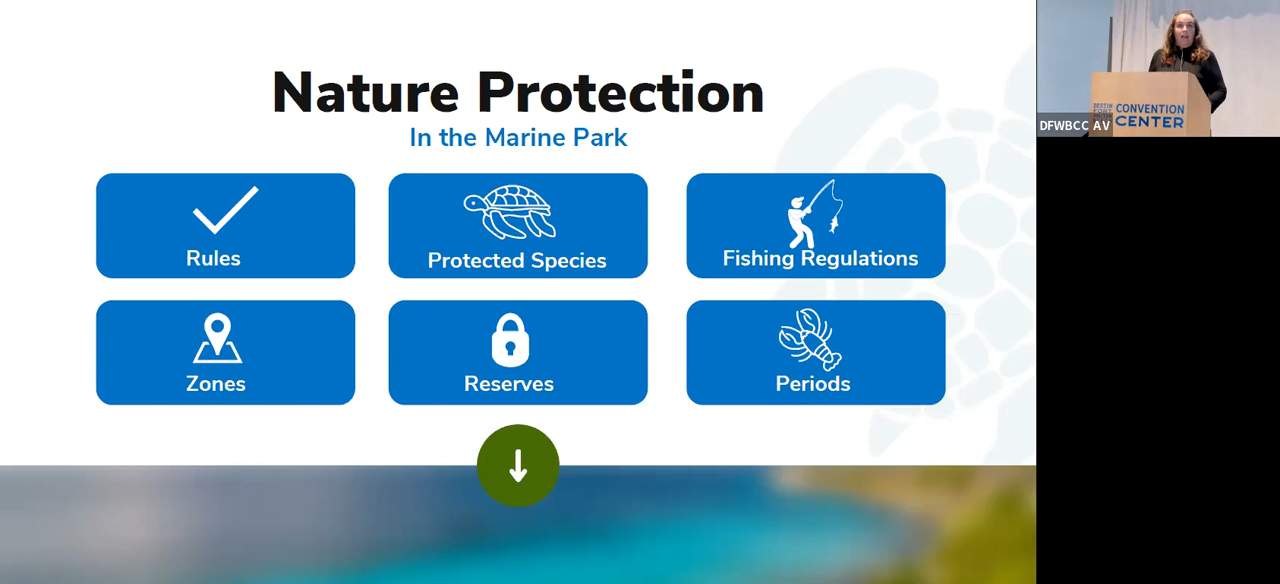 Nature Protection
In the Marine Park
Rules
Protected Species
Fishing Regulations
Zones
Reserves
Periods
CONVENTION
CENTER
DFWBCC AV